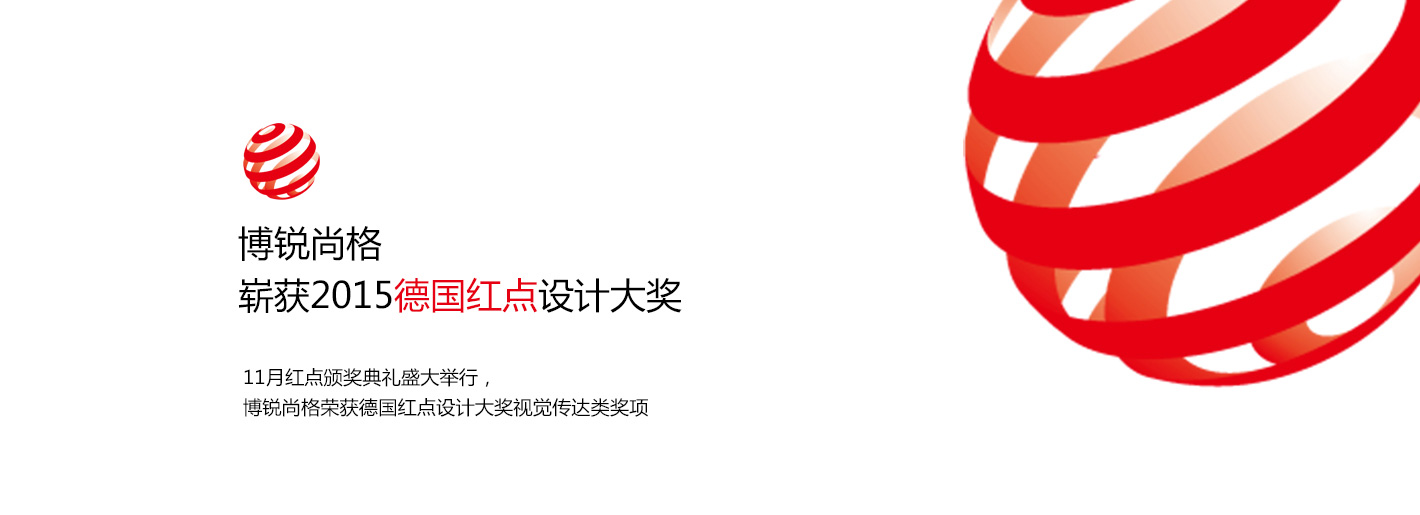 博锐尚格
崭获2015德国红点设计大奖
11月红点颁奖典礼盛大举行，
博锐尚格荣获德国红点设计大奖视觉传达类奖项